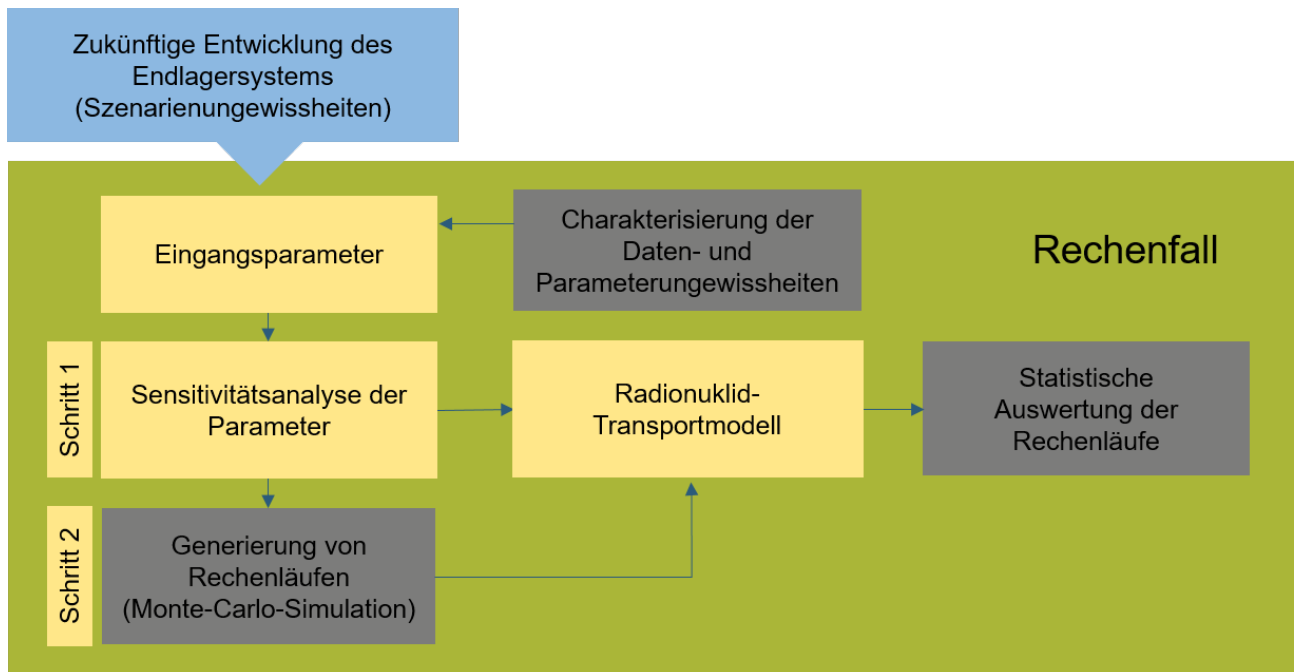 Zukünftige Entwicklung des
Endlagersystems
(Szenarienungewissheiten)
Eingangsparameter
Charakterisierung der
Daten- und
Parameterungewissheiten
Rechenfall
Schritt 1
Sensitivitätsanalyse der
Parameter
Radionuklid-
Transportmodell
Statistische
Auswertung der
Rechenläufe
Schritt 2
Generierung von
Rechenläufen
(Monte-Carlo-Simulation)